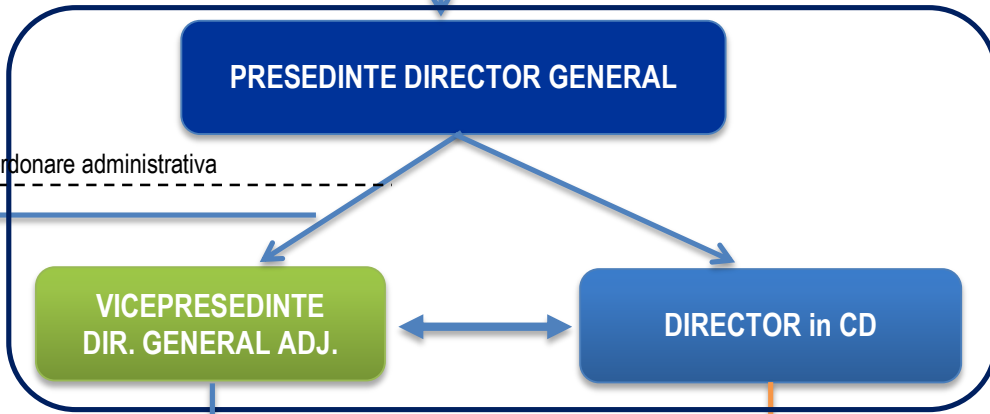 PRESEDINTE DIRECTOR GENERAL
rdonare administrativa
VICEPRESEDINTE
DIR. GENERAL ADJ.
DIRECTOR in CD